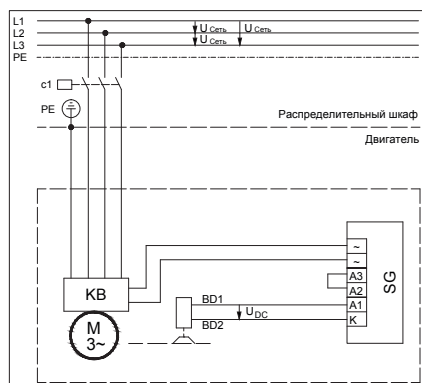 L1
L2
L3
PE
U Сеть U Сеть
U Сеть
c1
PE
Распределительный шкаф
Двигатель
KB
M
3~
BD1
BD2
U DC
~
~
A3
A2
A1
K
SG